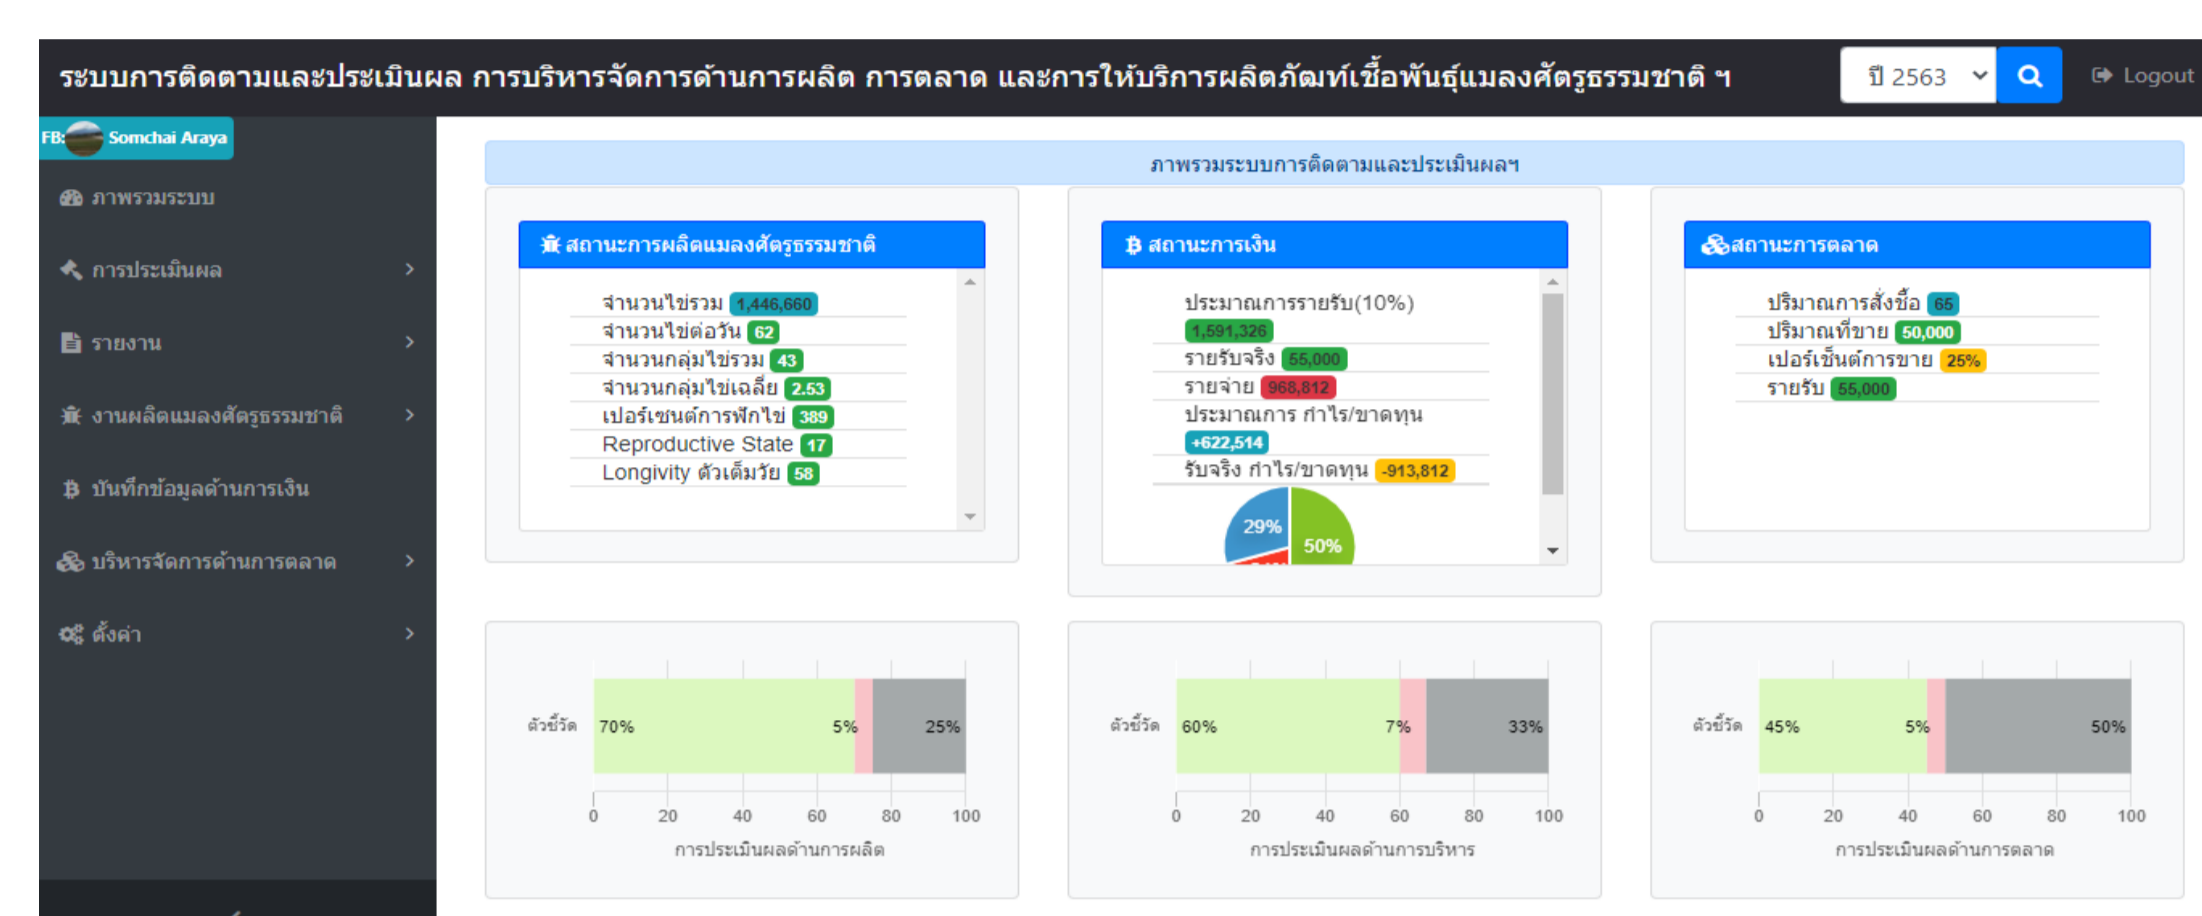 ระบบการติดตามและประเมินผล การบริหารจัดการด้านการผลิต การตลาด และการให้บริการผลิตภัฒฑท์เชื้อพันธุ์แมลงศัตรูธรรมชาติ ฯ
ปี 2563
Logout
FB: Somchai Araya
ภาพรวมระบบ
การประเมินผล
รายงาน
งานผลิตแมลงศัตรูธรรมชาติ
บันทึกข้อมูลด้านการเงิน
บริหารจัดการด้านการตลาด
ตั้งค่า
ภาพรวมระบบการติดตามและประเมินผลฯ
สถานะการผลิตแมลงศัตรูธรรมชาติ
จำนวนไข่รวม 1,446,660
จำนวนไข่ต่อวัน 62
จำนวนกลุ่มไข่รวม 43
จำนวนกลุ่มไข่เฉลี่ย 2.53
เปอร์เซนต์การฟักไข่ 389
Reproductive State 17
Longivity ตัวเต็มวัย 58
สถานะการเงิน
ประมาณการรายรับ(10%)
1,591,326
รายรับจริง 55,000
รายจ่าย 968,812
ประมาณการ กำไร/ขาดทุน
+622,514
รับจริง กำไร/ขาดทุน -913,812
29%
50%
สถานะการตลาด
ปริมาณการสั่งชื้อ 65
ปริมาณที่ขาย 50,000
เปอร์เซ็นต์การขาย 25%
รายรับ 55,000
ตัวชี้วัด 70% 5% 25%
0 20 40 60 80 100
การประเมินผลด้านการผลิต
ตัวชี้วัด 60% 7% 33%
0 20 40 60 80 100
การประเมินผลด้านการบริหาร
ตัวชี้วัด 45% 5% 50%
0 20 40 60 80 100
การประเมินผลด้านการตลาด